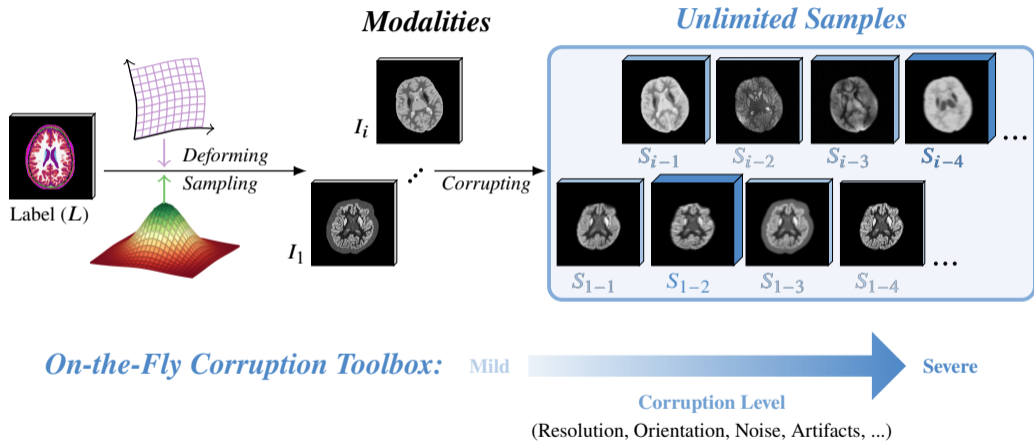 Modalities
Unlimited Samples
Label (L)
Deforming
Sampling
I_i
I_1
Corrupting
S_{i-1}
S_{i-2}
S_{i-3}
S_{i-4}
...
S_{1-1}
S_{1-2}
S_{1-3}
S_{1-4}
...
On-the-Fly Corruption Toolbox: Mild Severe
Corruption Level
(Resolution, Orientation, Noise, Artifacts, ...)